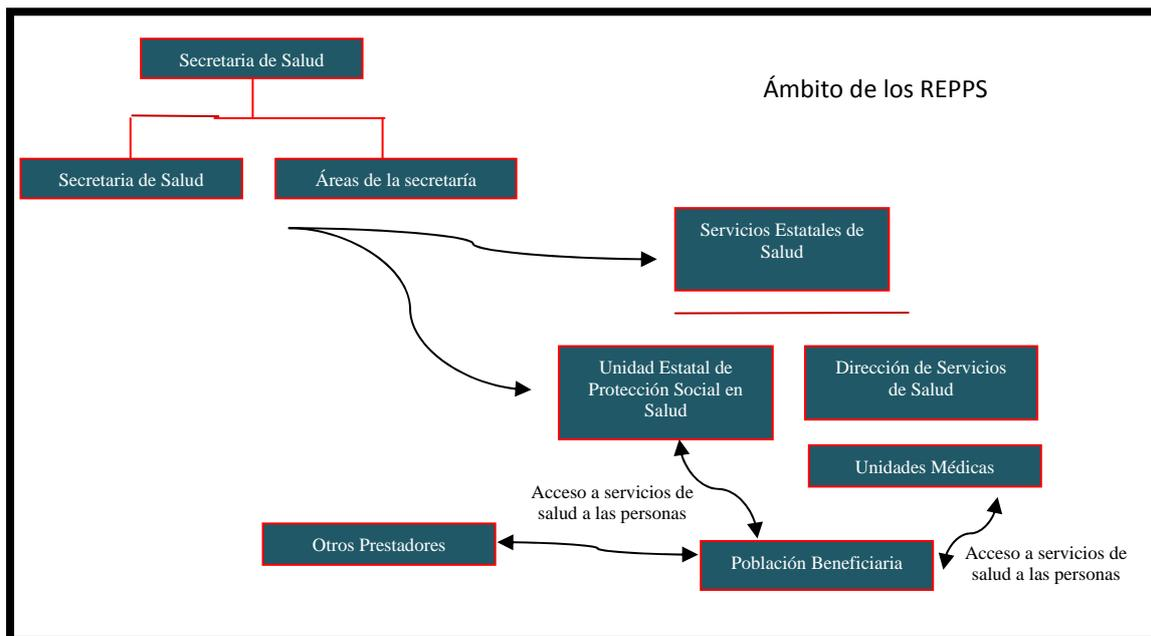 Secretaria de Salud
Ámbito de los REPPS
Secretaria de Salud
Áreas de la secretaría
Servicios Estatales de
Salud
Unidad Estatal de
Protección Social en
Salud
Dirección de Servicios
de Salud
Unidades Médicas
Acceso a servicios de
salud a las personas
Otros Prestadores
Población Beneficiaria
Acceso a servicios de
salud a las personas